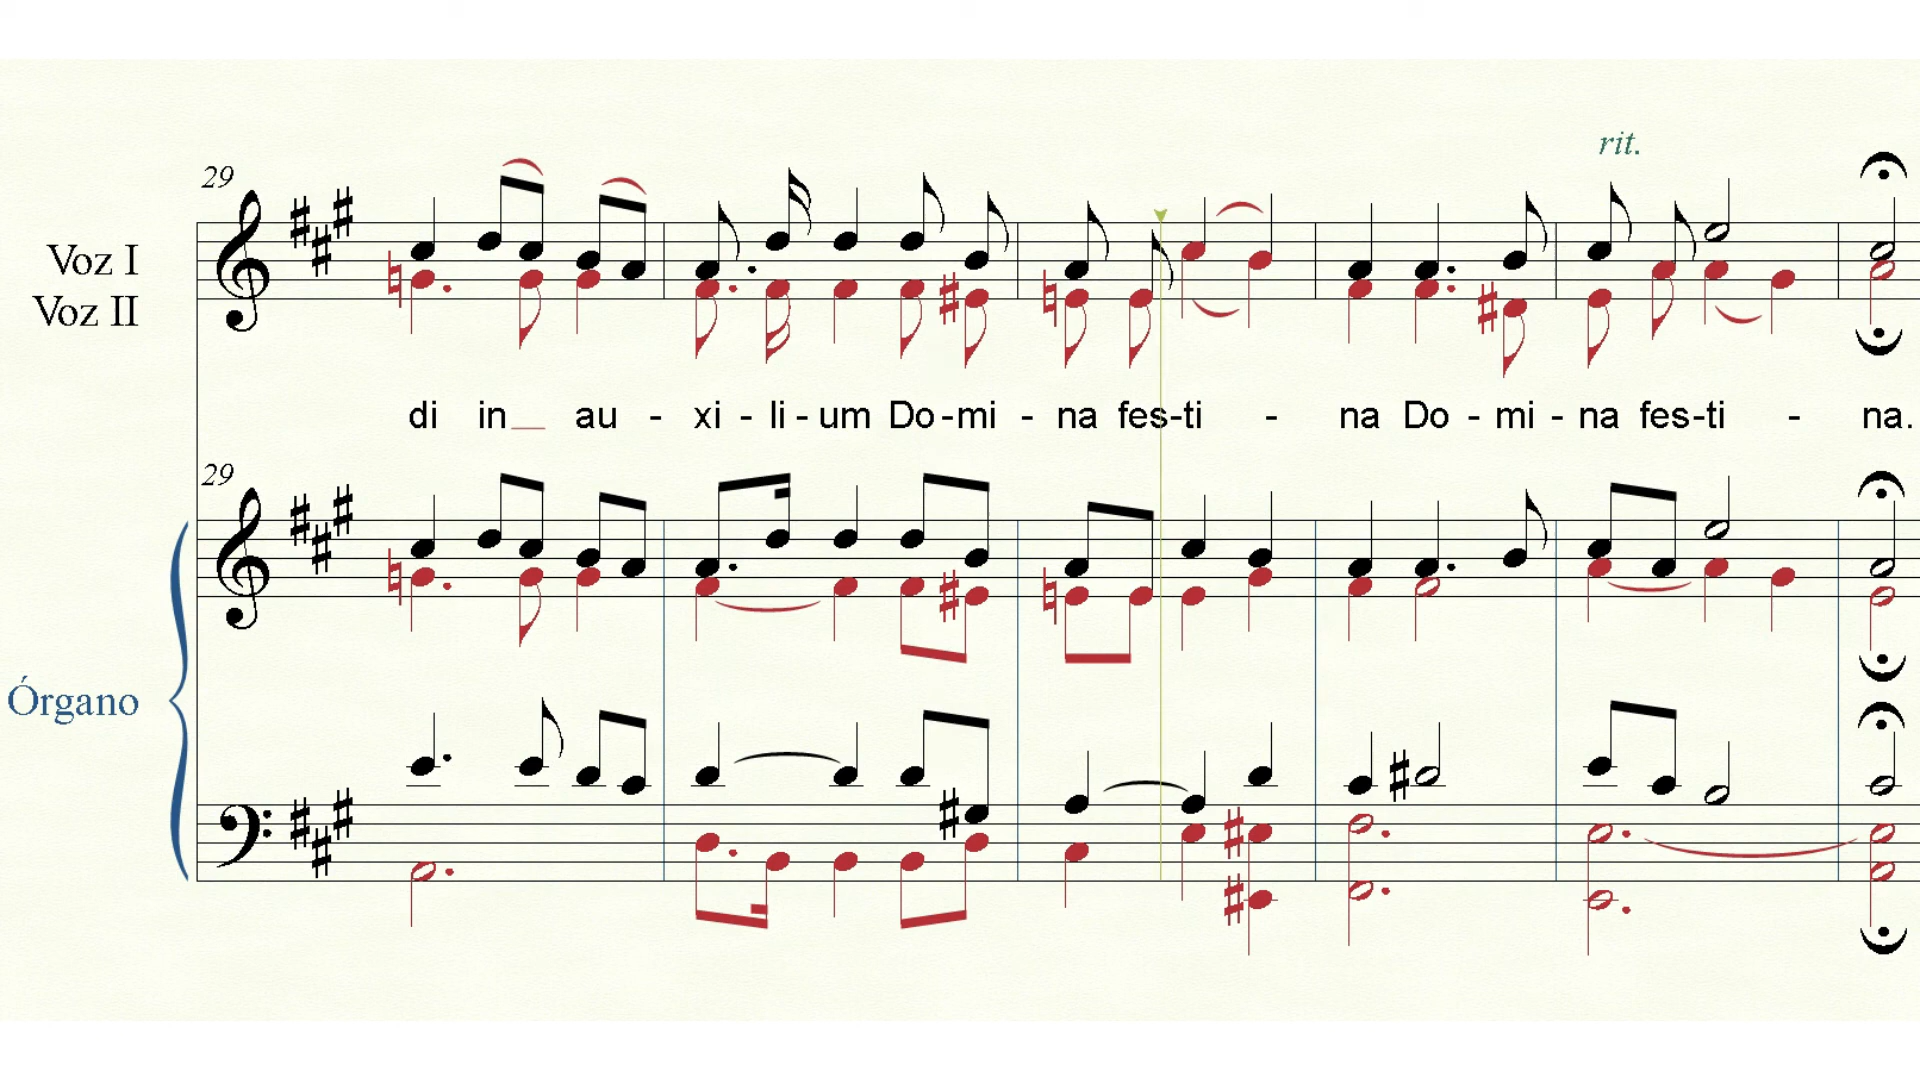 rit.
29
Voz I
Voz II
di in__ au - xi - li - um Do - mi - na fes - ti - na Do - mi - na fes - ti - na.
29
Órgano